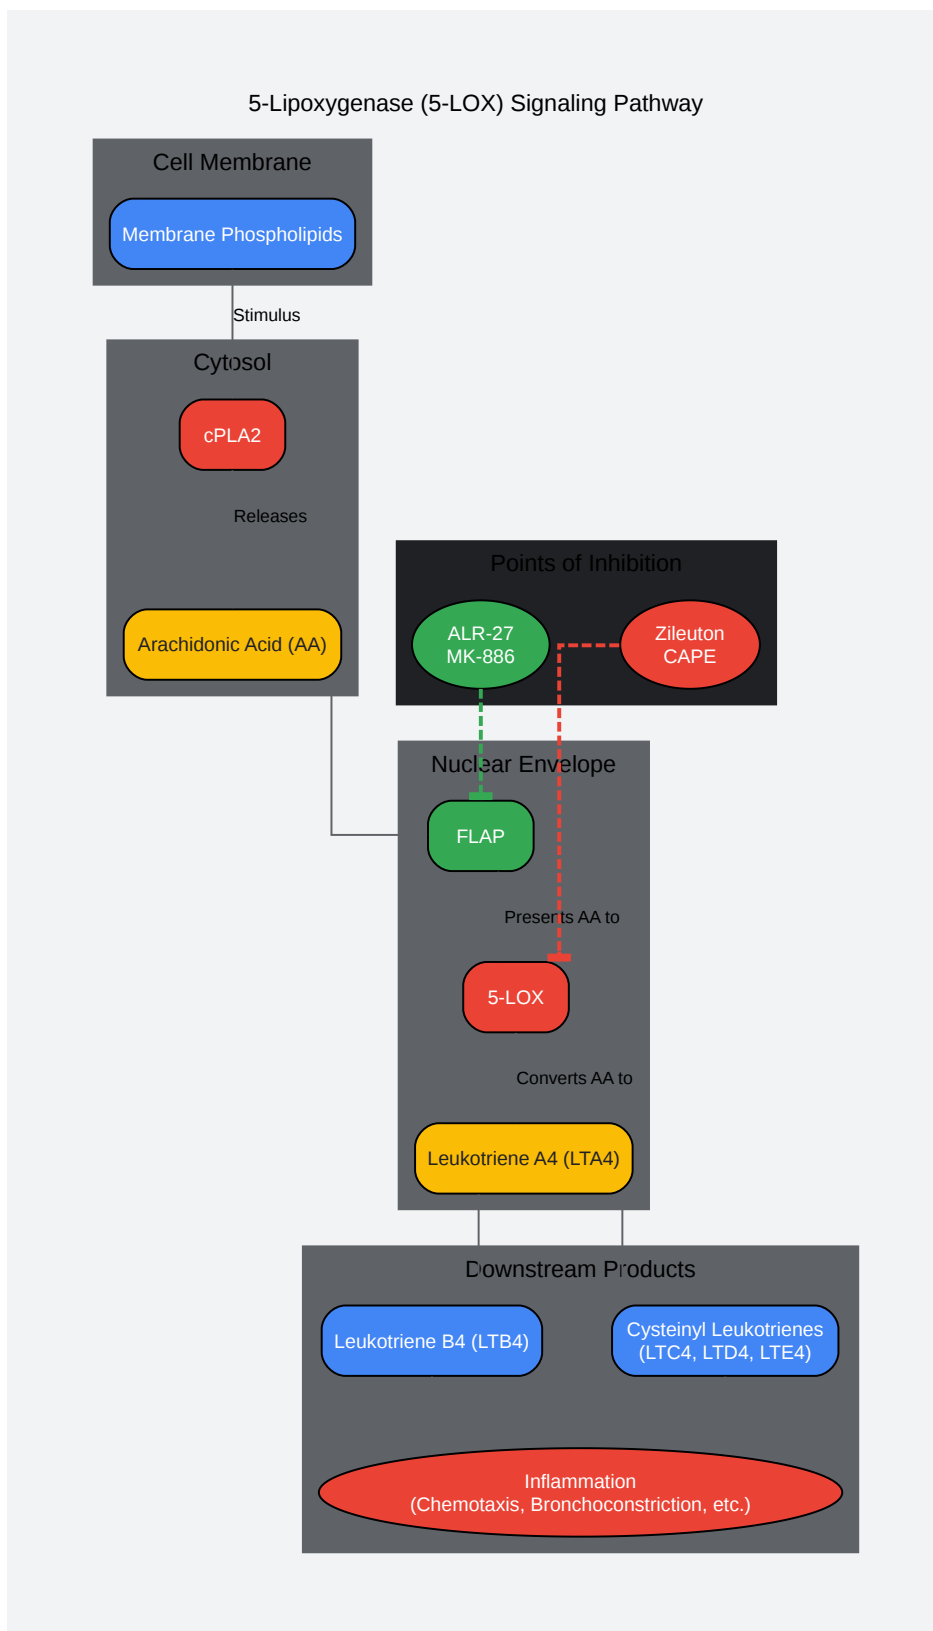 5-Lipoxygenase (5-LOX) Signaling Pathway
Cell Membrane
Membrane Phospholipids
Stimulus
Cytosol
cPLA2
Releases
Arachidonic Acid (AA)
Points of Inhibition
ALR-27
MK-886
Zileuton
CAPE
Nuclear Envelope
FLAP
Presents AA to
5-LOX
Converts AA to
Leukotriene A4 (LTA4)
Downstream Products
Leukotriene B4 (LTB4)
Cysteinyl Leukotrienes
(LTC4, LTD4, LTE4)
Inflammation
(Chemotaxis, Bronchoconstriction, etc.)